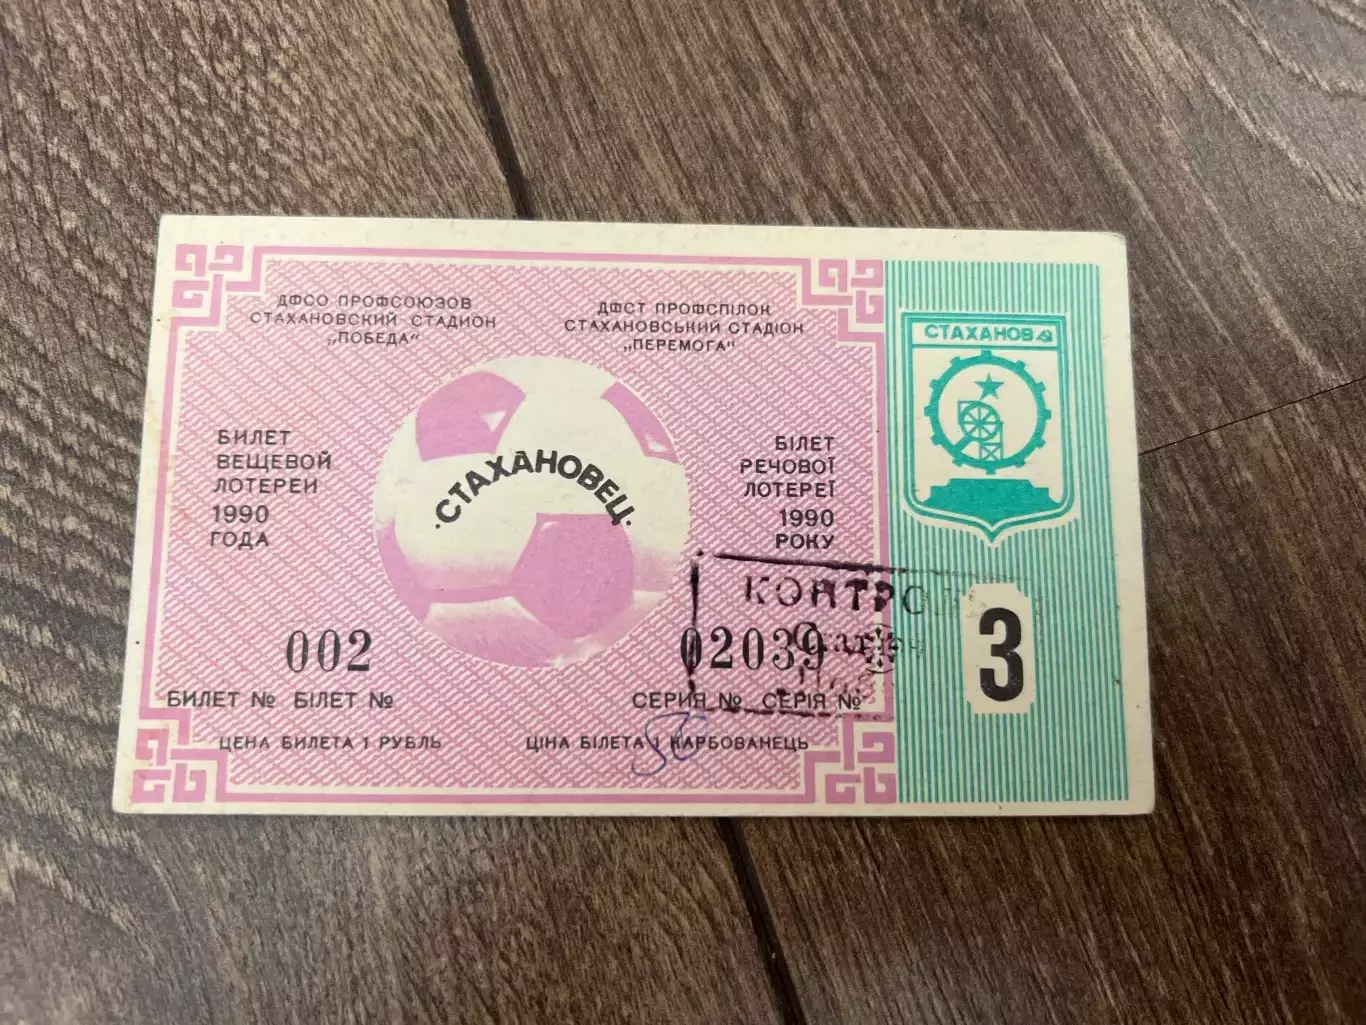 ДФСО ПРОФСОЮЗОВ
СТАХАНОВСКИЙ СТАДИОН
„ПОБЕДА“
ДФСТ ПРОФСПІЛОК
СТАХАНОВСЬКИЙ СТАДІОН
„ПЕРЕМОГА“
СТАХАНОВ
БИЛЕТ
ВЕЩЕВОЙ
ЛОТЕРЕИ
1990
ГОДА
·СТАХАНОВЕЦ·
БІЛЕТ
РЕЧОВОЇ
ЛОТЕРЕЇ
1990
РОКУ
КОНТРОЛЬ
002
02039
3
БИЛЕТ № БІЛЕТ №
СЕРИЯ № СЕРІЯ №
ЦЕНА БИЛЕТА 1 РУБЛЬ
ЦІНА БІЛЕТА 1 КАРБОВАНЕЦЬ